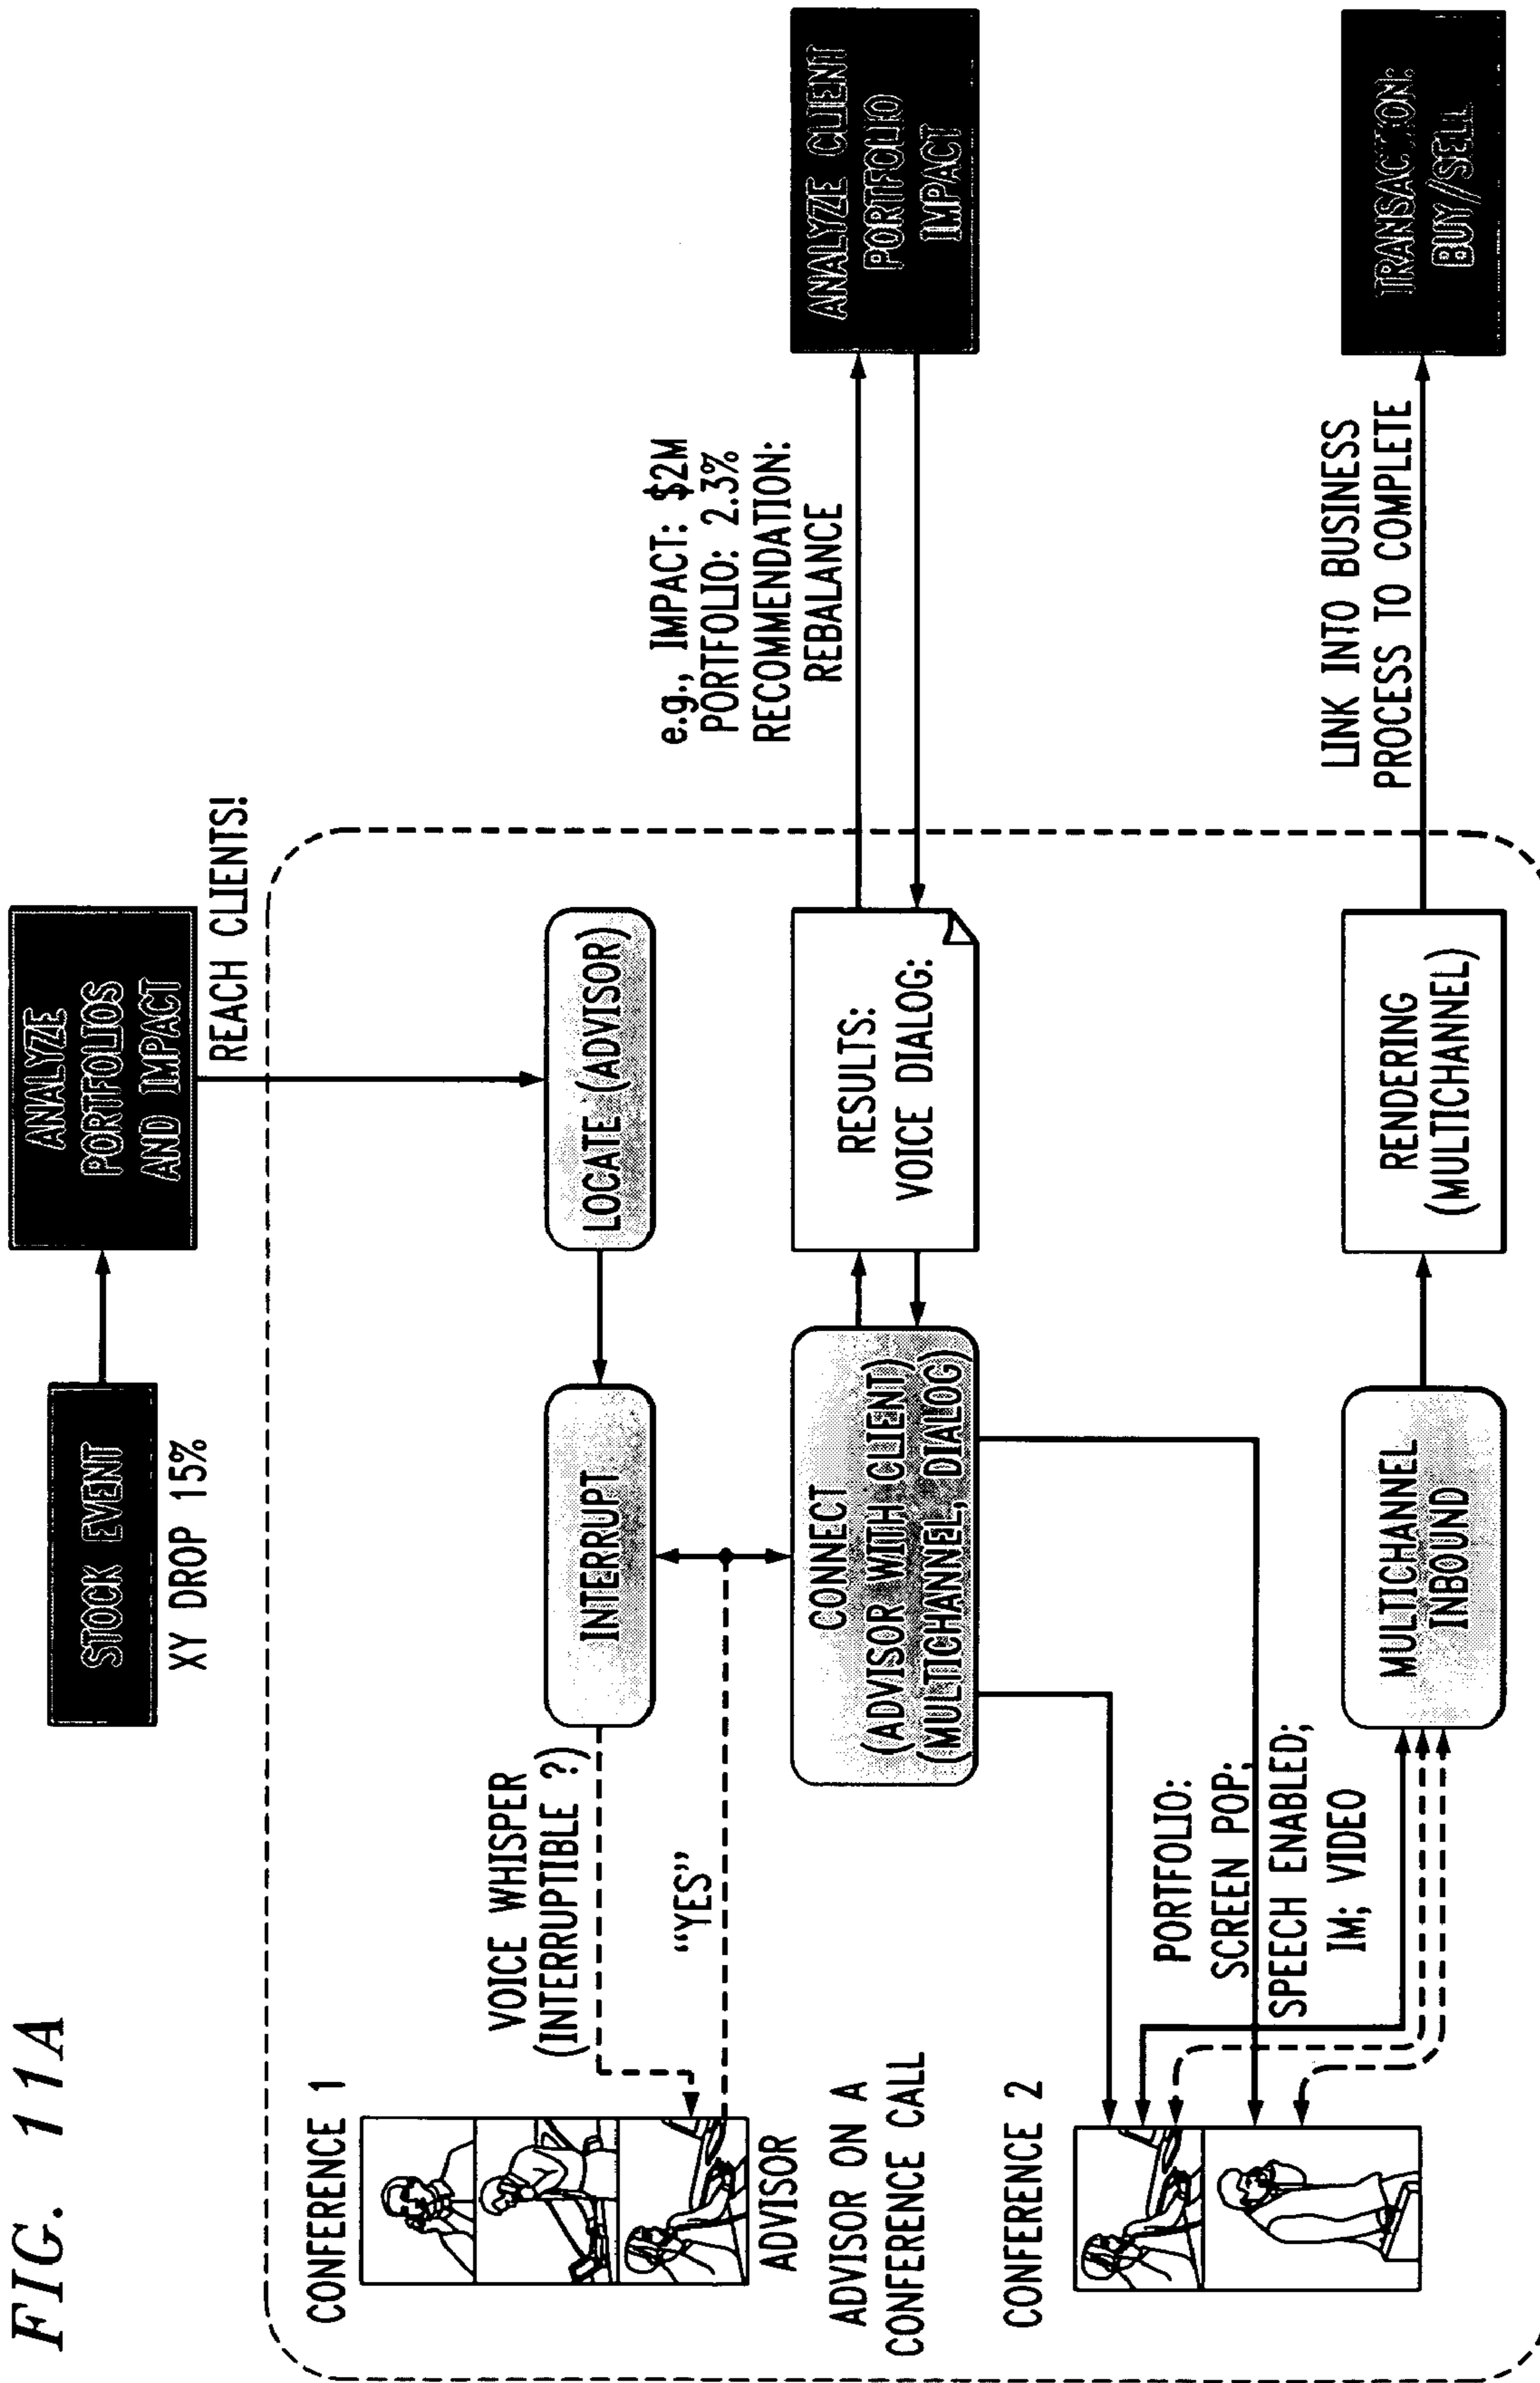 FIG. 11A
STOCK EVENT
XY DROP 15%
ANALYZE
PORTFOLIOS
AND IMPACT
REACH CLIENTS!
CONFERENCE 1
ADVISOR
VOICE WHISPER
(INTERRUPTIBLE ?)
INTERRUPT
LOCATE (ADVISOR)
"YES"
ADVISOR ON A
CONFERENCE CALL
CONNECT
(ADVISOR WITH CLIENT)
(MULTICHANNEL, DIALOG)
RESULTS:
VOICE DIALOG:
e.g., IMPACT: $2M
PORTFOLIO: 2.3%
RECOMMENDATION:
REBALANCE
ANALYZE CLIENT
PORTFOLIO
IMPACT
CONFERENCE 2
PORTFOLIO:
SCREEN POP;
SPEECH ENABLED;
IM; VIDEO
MULTICHANNEL
INBOUND
RENDERING
(MULTICHANNEL)
LINK INTO BUSINESS
PROCESS TO COMPLETE
TRANSACTION:
BUY/SELL